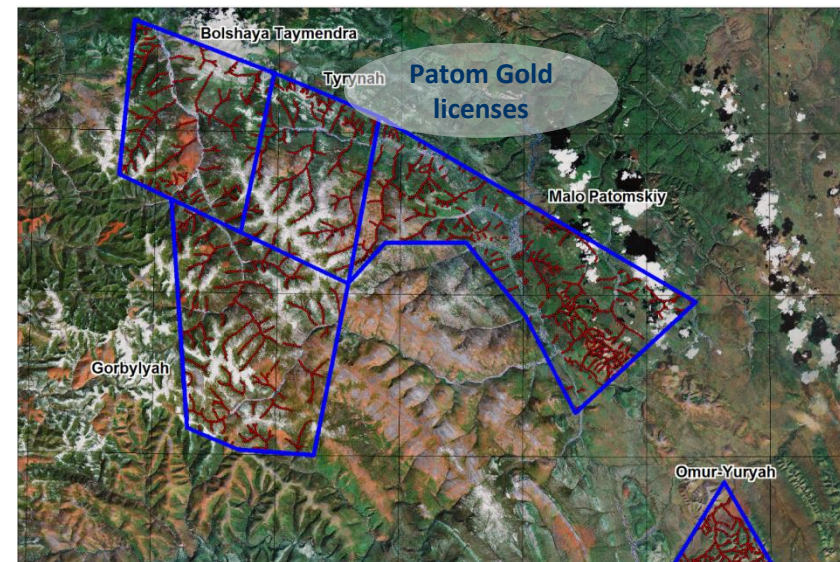 Bolshaya Taymendra
Tyrynah
Patom Gold
licenses
Malo Patomskiy
Gorbylyah
Omur-Yuryah